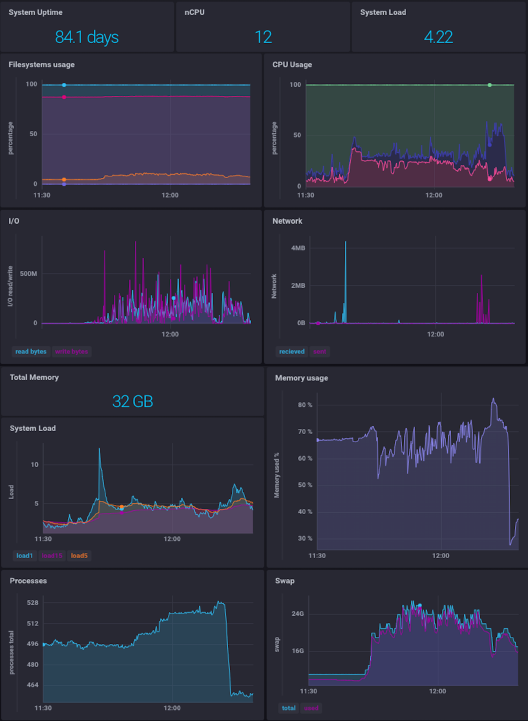 System Uptime
84.1 days
nCPU
12
System Load
4.22
Filesystems usage
percentage
100
50
0
11:30
12:00
CPU Usage
percentage
100
50
0
11:30
12:00
I/O
I/O read/write
500M
0
12:00
read bytes
write bytes
Network
Network
4MB
2MB
0B
12:00
recieved
sent
Total Memory
32 GB
System Load
Load
10
5
11:30
12:00
load1
load15
load5
Memory usage
Memory used %
80 %
70 %
60 %
50 %
40 %
30 %
11:30
12:00
Processes
processes total
528
512
496
480
464
11:30
12:00
Swap
swap
24G
16G
11:30
12:00
total
used